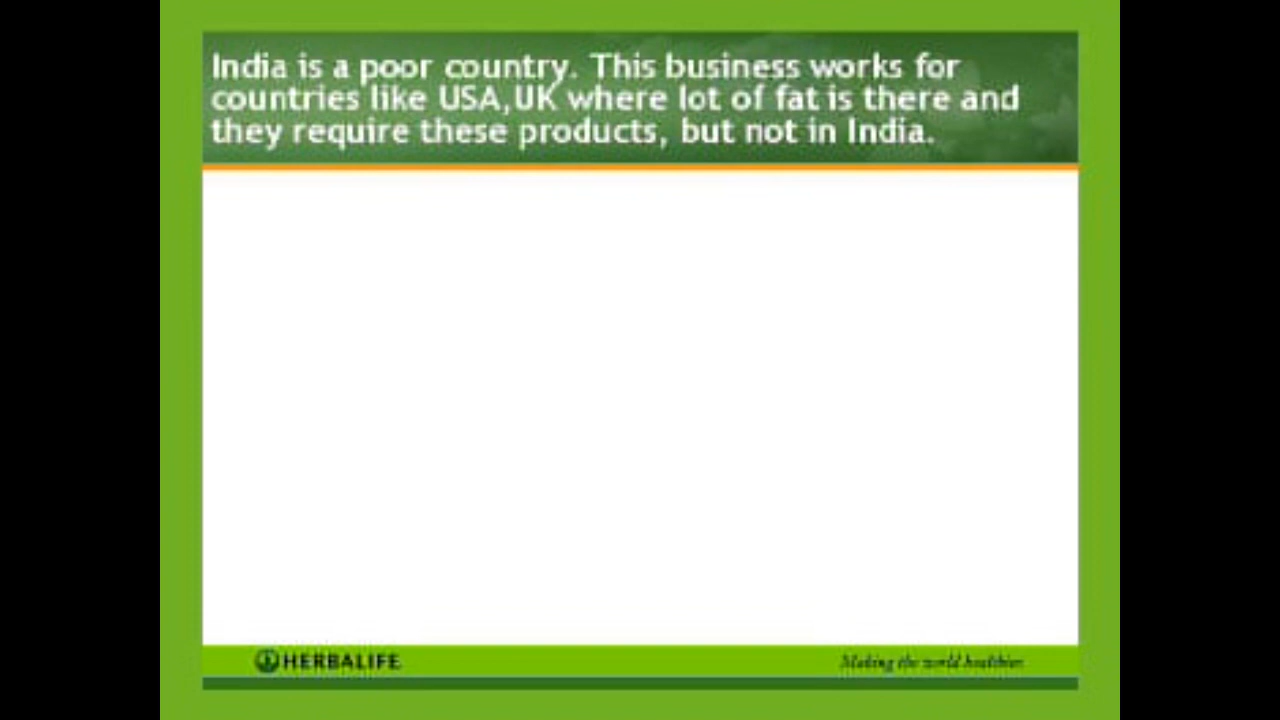 India is a poor country. This business works for
countries like USA,UK where lot of fat is there and
they require these products, but not in India.
HERBALIFE
Making the world healthier